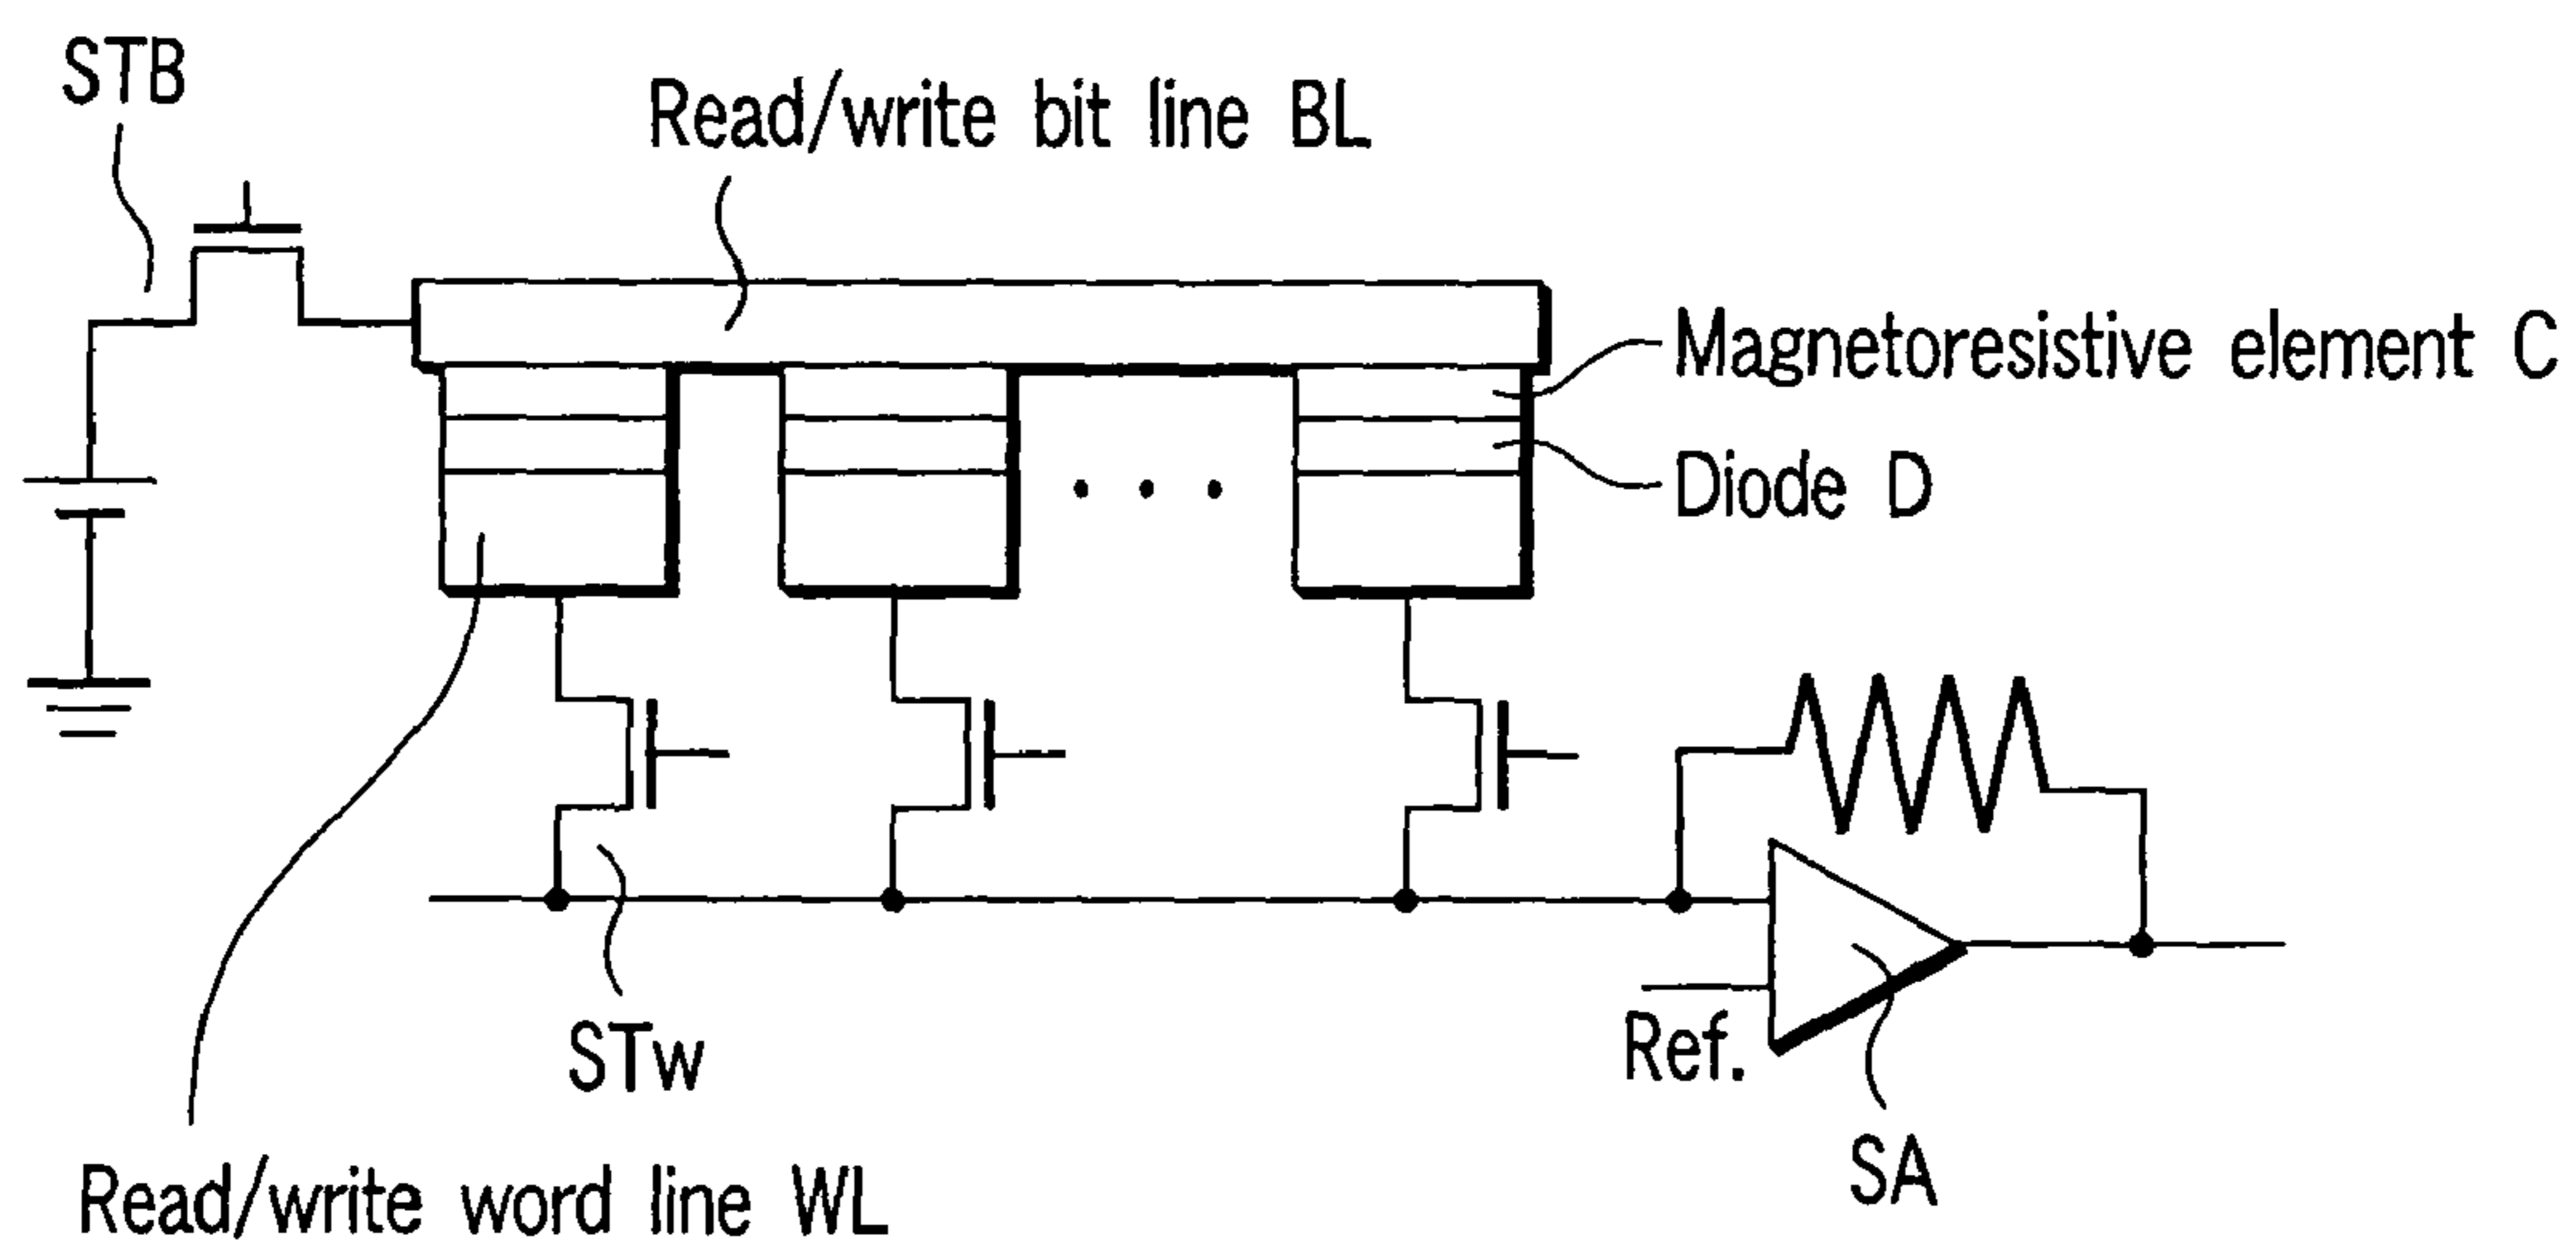 STB
Read/write bit line BL
Magnetoresistive element C
Diode D
STw
Ref.
SA
Read/write word line WL